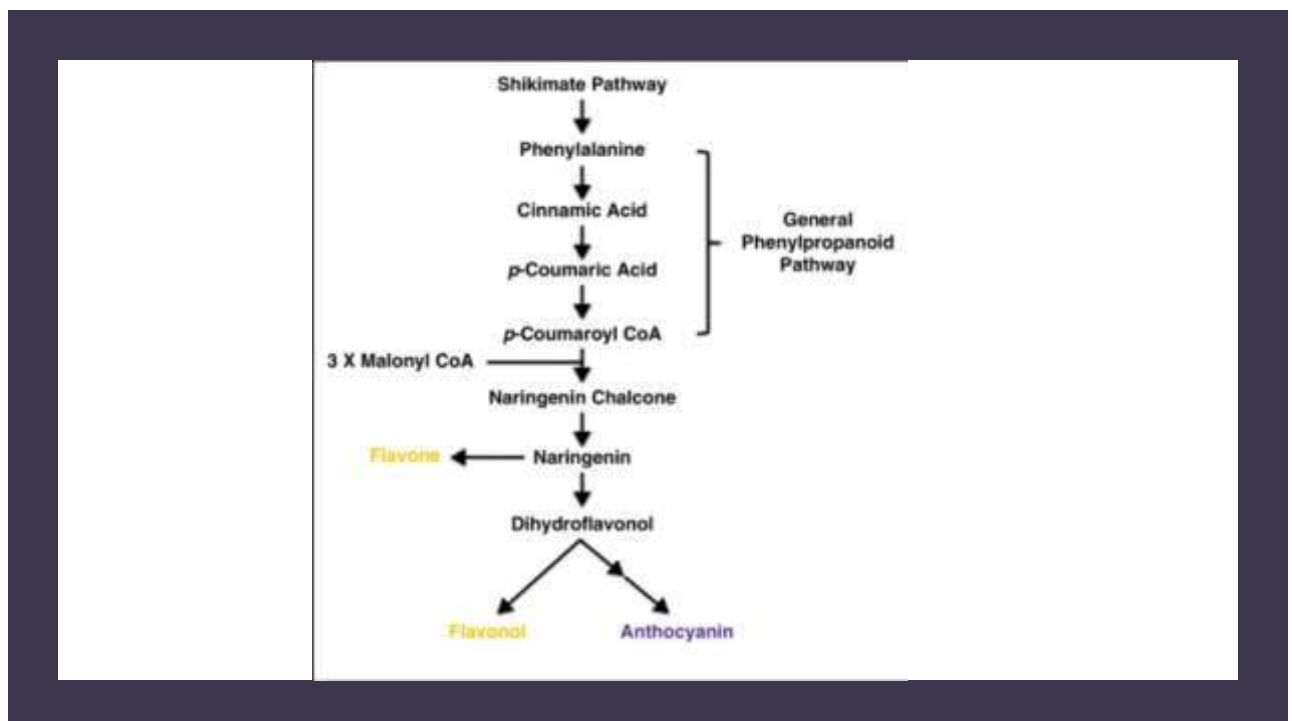 Shikimate Pathway
Phenylalanine
Cinnamic Acid
General
Phenylpropanoid
Pathway
p-Coumaric Acid
p-Coumaroyl CoA
3 X Malonyl CoA
Naringenin Chalcone
Flavone
Naringenin
Dihydroflavonol
Flavonol
Anthocyanin